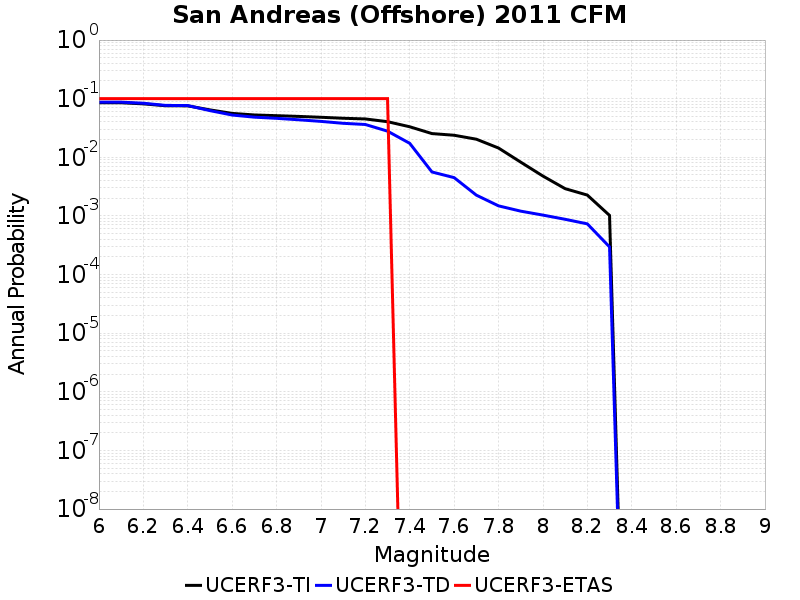 San Andreas (Offshore) 2011 CFM
Annual Probability
10^0
10^-1
10^-2
10^-3
10^-4
10^-5
10^-6
10^-7
10^-8
6 6.2 6.4 6.6 6.8 7 7.2 7.4 7.6 7.8 8 8.2 8.4 8.6 8.8 9
Magnitude
UCERF3-TI UCERF3-TD UCERF3-ETAS